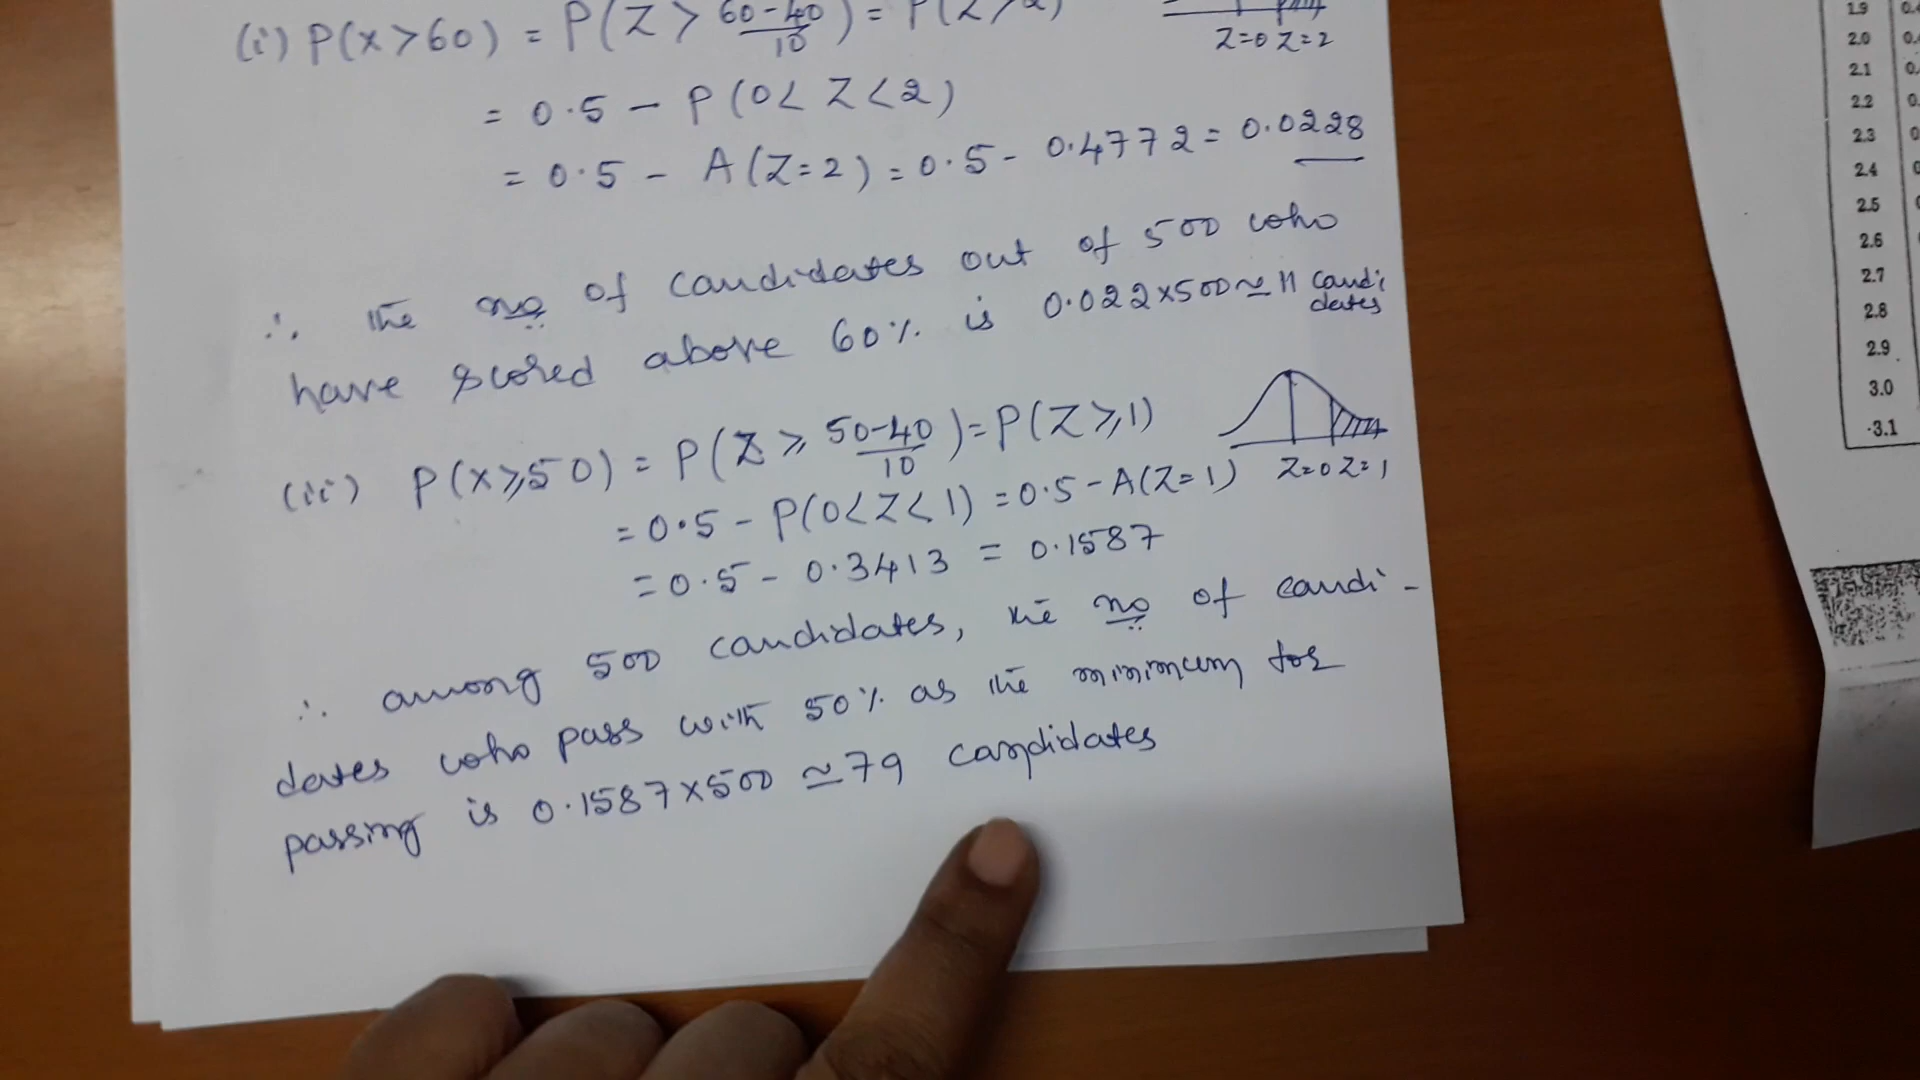 (i) P(x>60) = P(Z > 60-40/10) = P(Z>2)
Z=0 Z=2
= 0.5 - P(0< Z <2)
= 0.5 - A(Z=2) = 0.5 - 0.4772 = 0.0228
∴ the no of candidates out of 500 who
have scored above 60% is 0.022×500≃11 candi
dates
(ii) P(x⩾50) = P(Z ⩾ 50-40/10) = P(Z⩾1)
Z=0 Z=1
= 0.5 - P(0<Z<1) = 0.5 - A(Z=1)
= 0.5 - 0.3413 = 0.1587
∴ among 500 candidates, the no of candi-
dates who pass with 50% as the minimum for
passing is 0.1587×500 ≃79 candidates
1.9
2.0
2.1
2.2
2.3
2.4
2.5
2.6
2.7
2.8
2.9
3.0
3.1